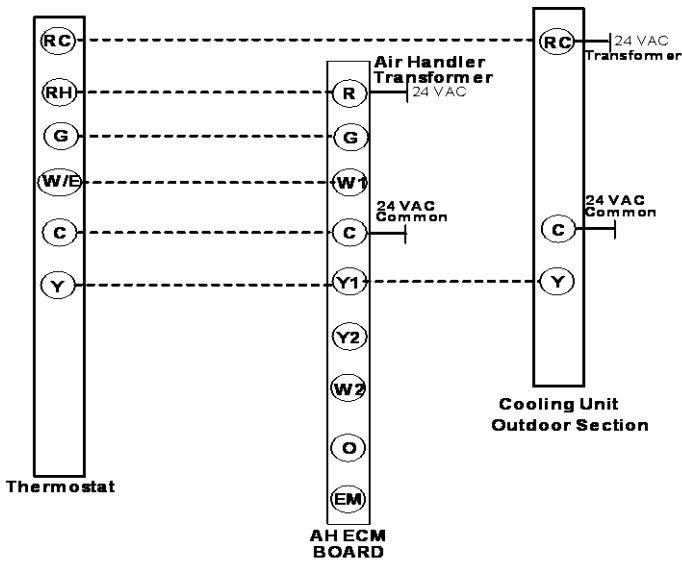 RC
RH
G
W/E
C
Y
Thermostat
Air Handler
Transformer
24 VAC
R
G
W1
24 VAC
Common
C
Y1
Y2
W2
O
EM
AH ECM
BOARD
RC
24 VAC
Transformer
24 VAC
Common
C
Y
Cooling Unit
Outdoor Section